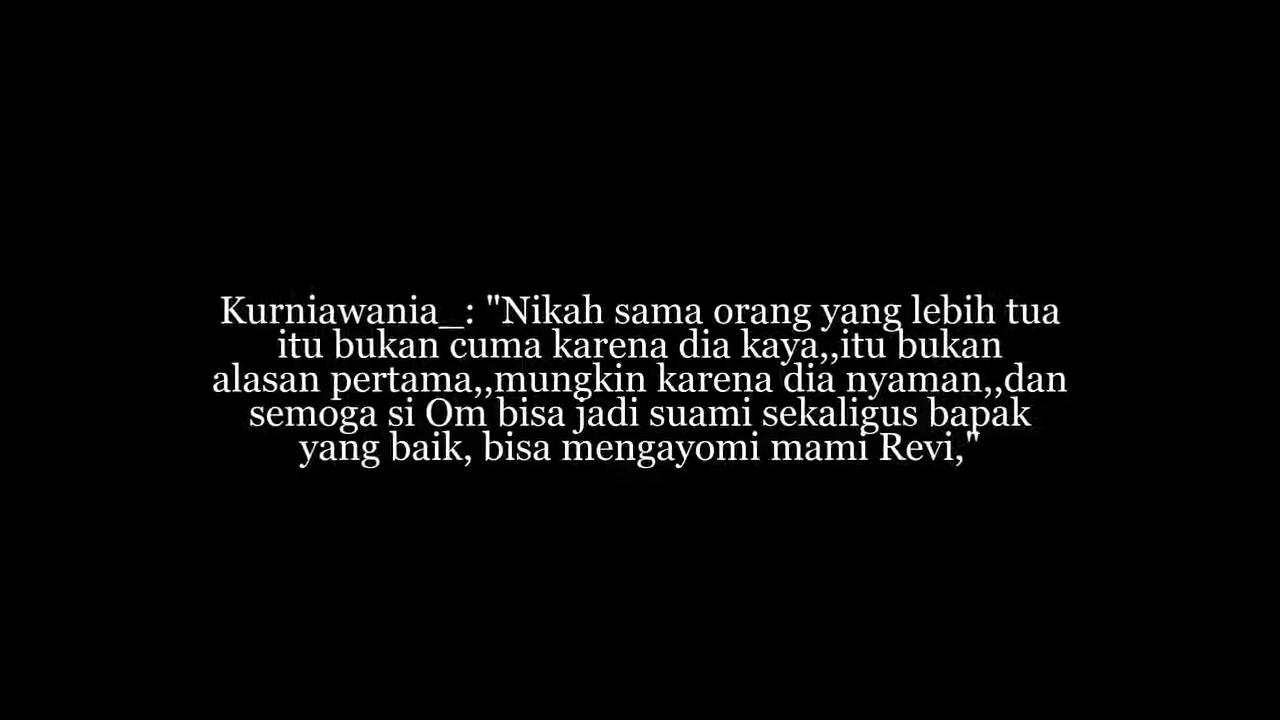 Kurniawania_: "Nikah sama orang yang lebih tua
itu bukan cuma karena dia kaya,,itu bukan
alasan pertama,,mungkin karena dia nyaman,,dan
semoga si Om bisa jadi suami sekaligus bapak
yang baik, bisa mengayomi mami Revi,"